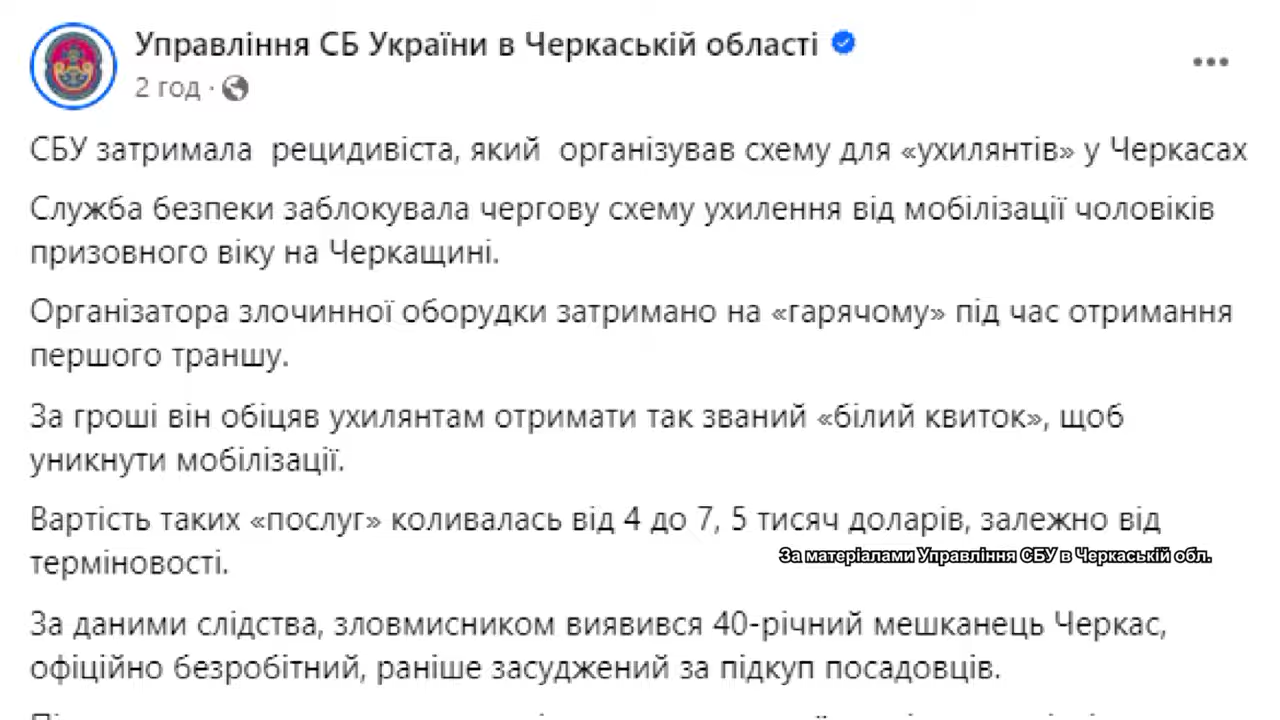 Управління СБ України в Черкаській області
2 год ·
СБУ затримала рецидивіста, який організував схему для «ухилянтів» у Черкасах
Служба безпеки заблокувала чергову схему ухилення від мобілізації чоловіків
призовного віку на Черкащині.
Організатора злочинної оборудки затримано на «гарячому» під час отримання
першого траншу.
За гроші він обіцяв ухилянтам отримати так званий «білий квиток», щоб
уникнути мобілізації.
Вартість таких «послуг» коливалась від 4 до 7, 5 тисяч доларів, залежно від
терміновості.
За матеріалами Управління СБУ в Черкаській обл.
За даними слідства, зловмисником виявився 40-річний мешканець Черкас,
офіційно безробітний, раніше засуджений за підкуп посадовців.